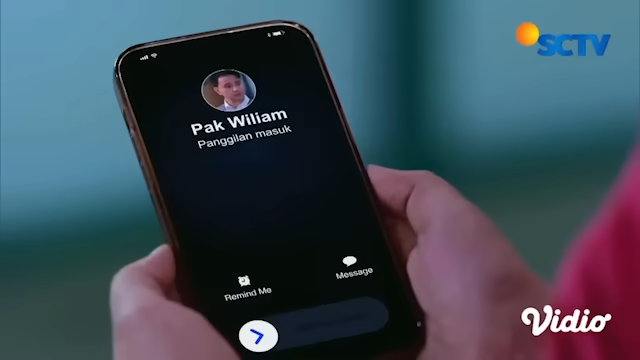 SCTV
Pak Wiliam
Panggilan masuk
Remind Me
Message
Vidio